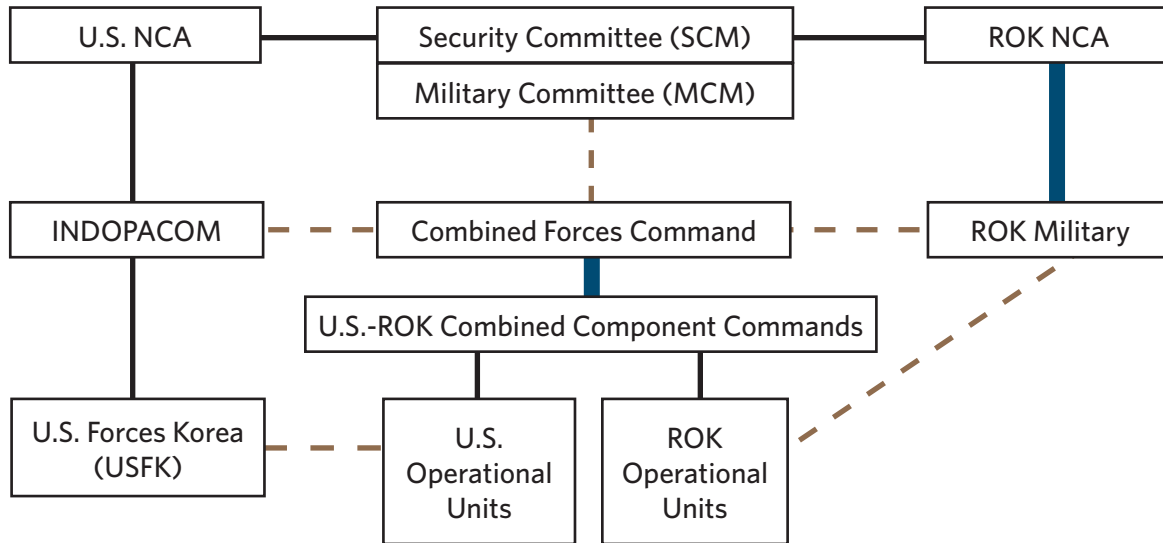 U.S. NCA
Security Committee (SCM)
ROK NCA
Military Committee (MCM)
INDOPACOM
Combined Forces Command
ROK Military
U.S.-ROK Combined Component Commands
U.S. Forces Korea
(USFK)
U.S.
Operational
Units
ROK
Operational
Units